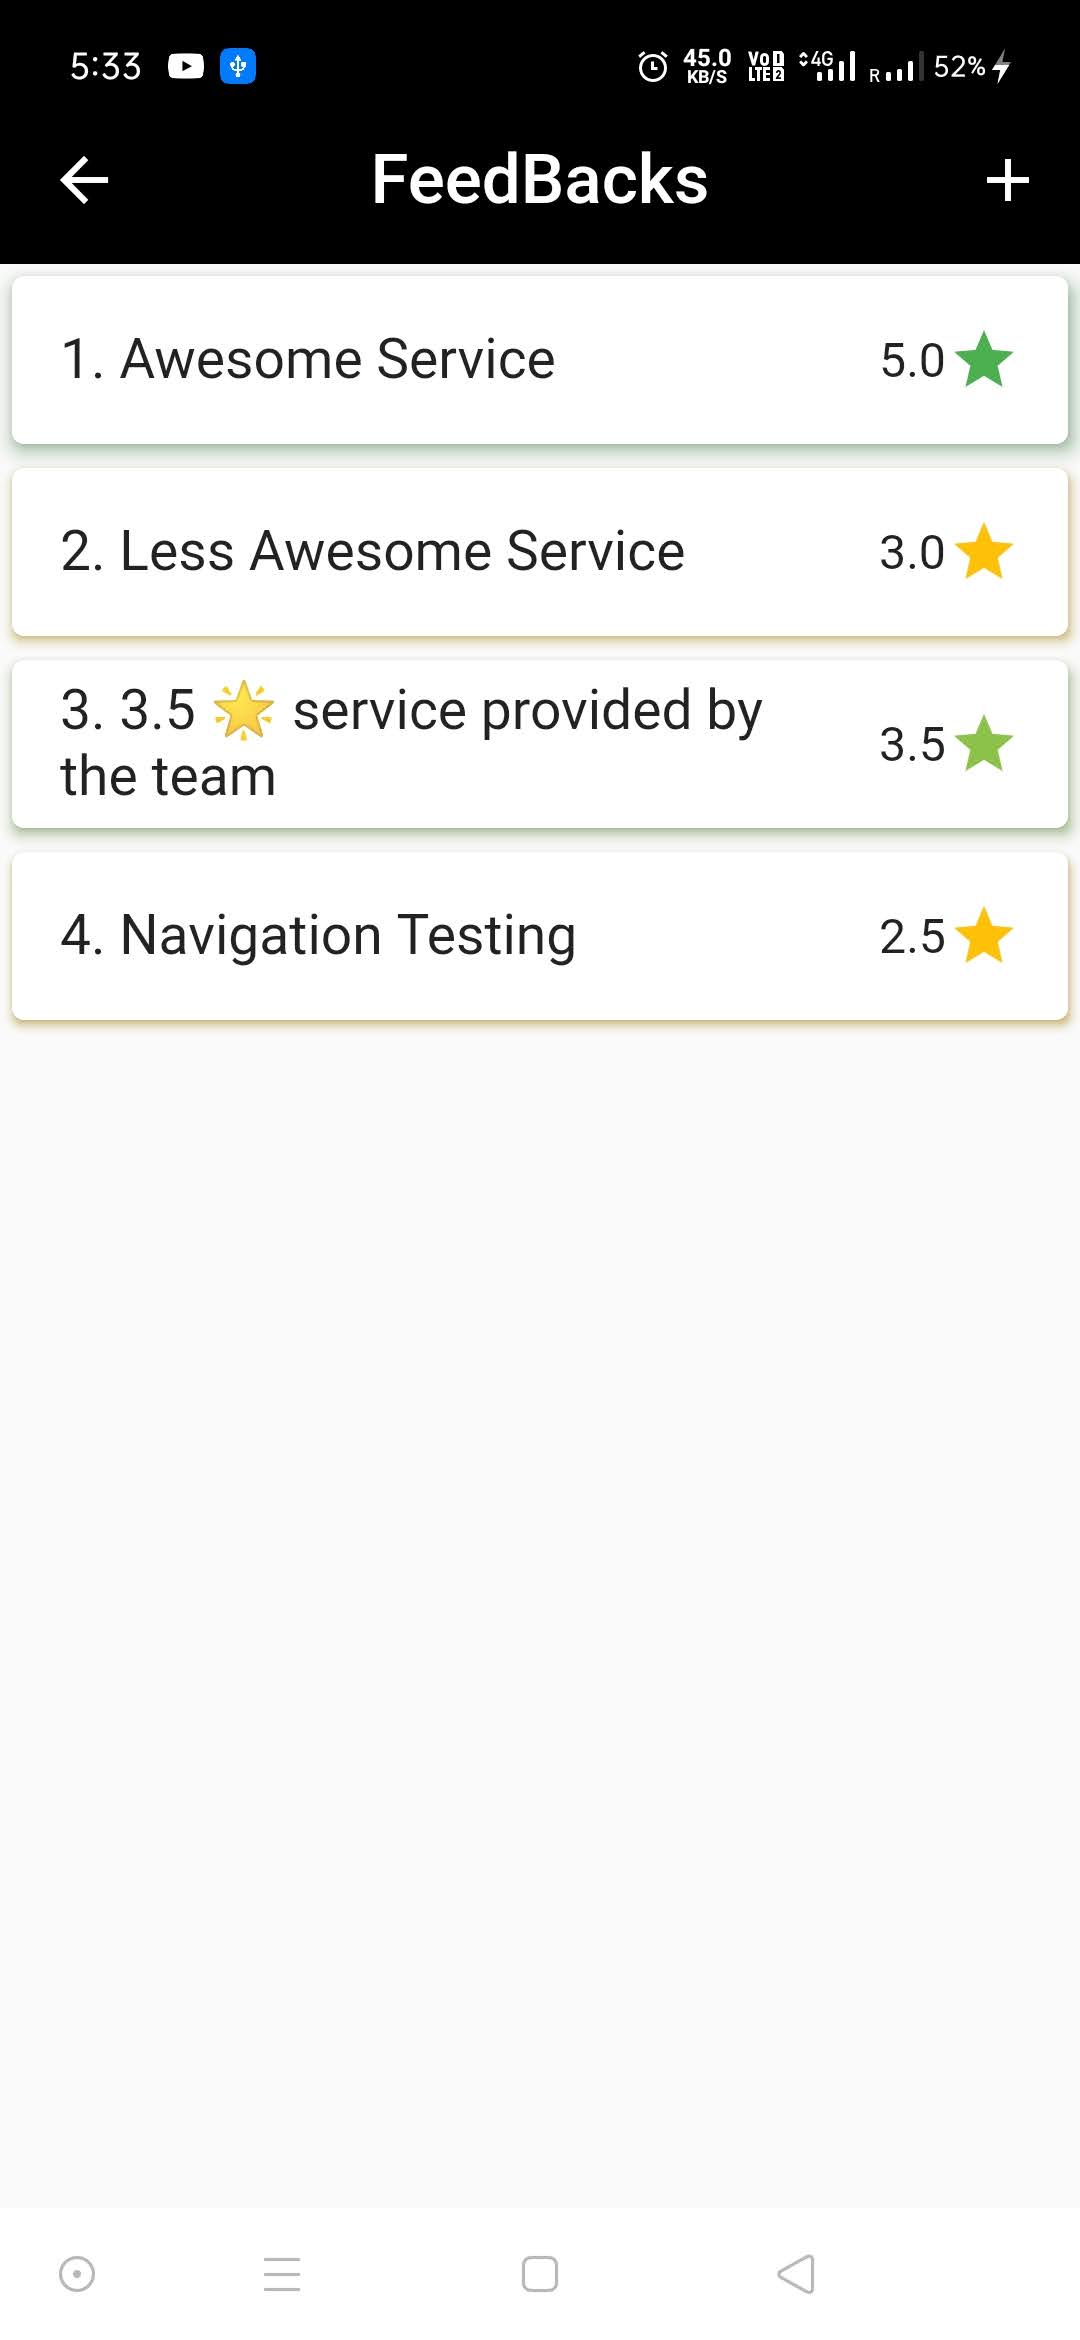 5:33 45.0 KB/S VoD LTE2 4G R 52%
FeedBacks
1. Awesome Service 5.0
2. Less Awesome Service 3.0
3. 3.5 🌟 service provided by
the team 3.5
4. Navigation Testing 2.5